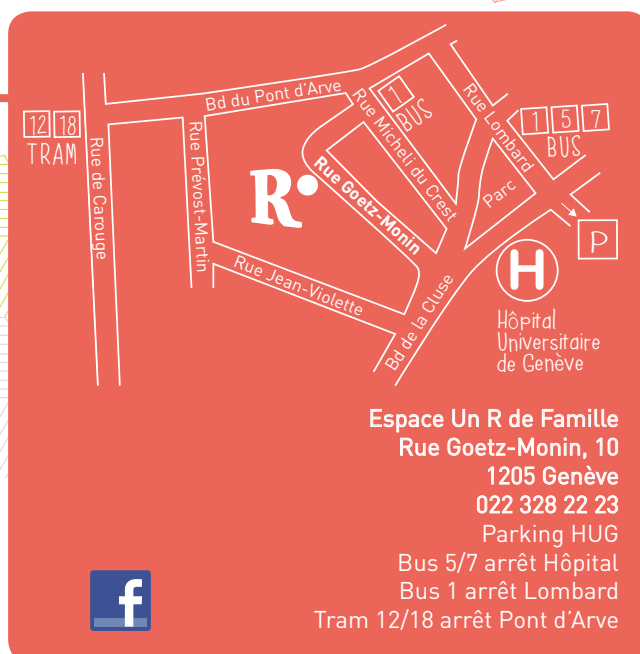 12 18
TRAM
Rue de Carouge
Bd du Pont d'Arve
Rue Prévost-Martin
R
Rue Goetz-Monin
Rue Micheli du Crest
1
BUS
Rue Lombard
1 5 7
BUS
Parc
P
Rue Jean-Violette
Bd de la Cluse
H
Hôpital
Universitaire
de Genève
Espace Un R de Famille
Rue Goetz-Monin, 10
1205 Genève
022 328 22 23
Parking HUG
Bus 5/7 arrêt Hôpital
Bus 1 arrêt Lombard
Tram 12/18 arrêt Pont d'Arve
f